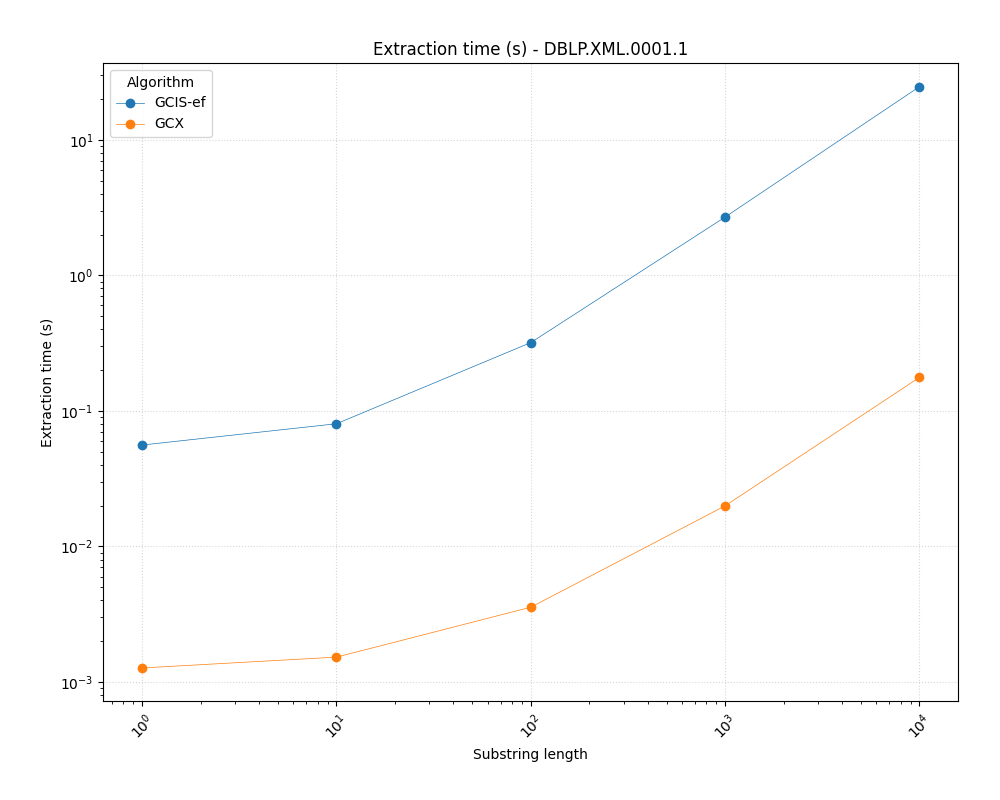 Extraction time (s) - DBLP.XML.0001.1
Algorithm
GCIS-ef
GCX
Extraction time (s)
10¹
10⁰
10⁻¹
10⁻²
10⁻³
10⁰ 10¹ 10² 10³ 10⁴
Substring length